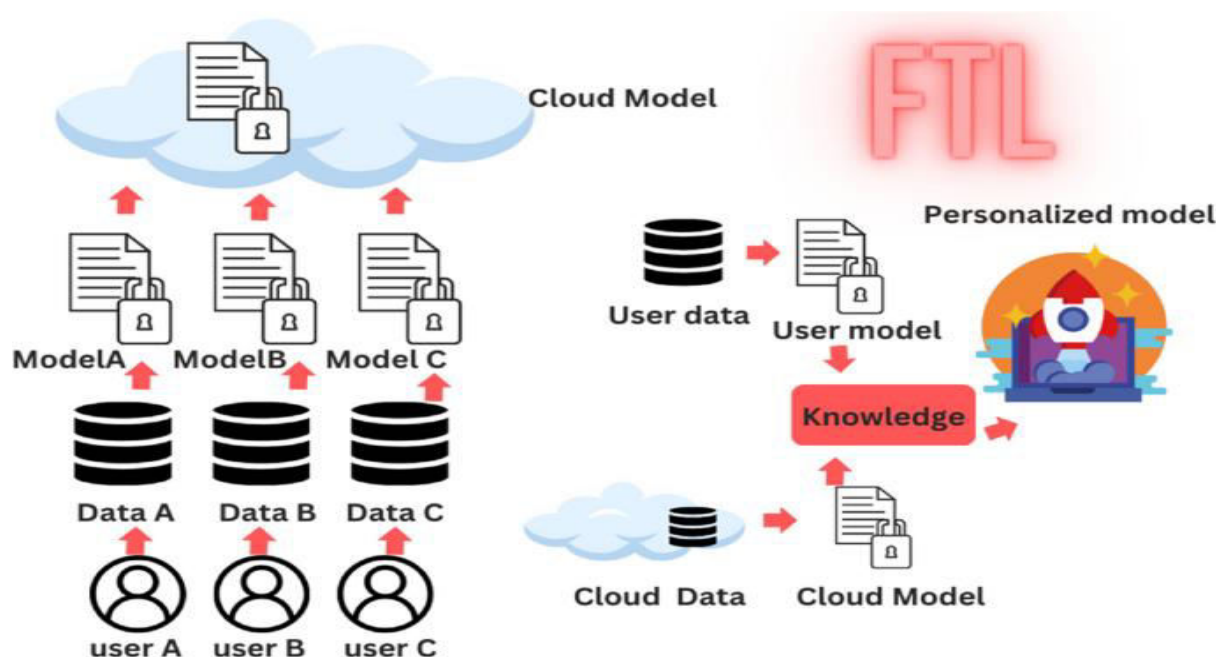 Cloud Model
ModelA ModelB Model C
Data A Data B Data C
user A user B user C
FTL
Personalized model
User data User model
Knowledge
Cloud Data Cloud Model